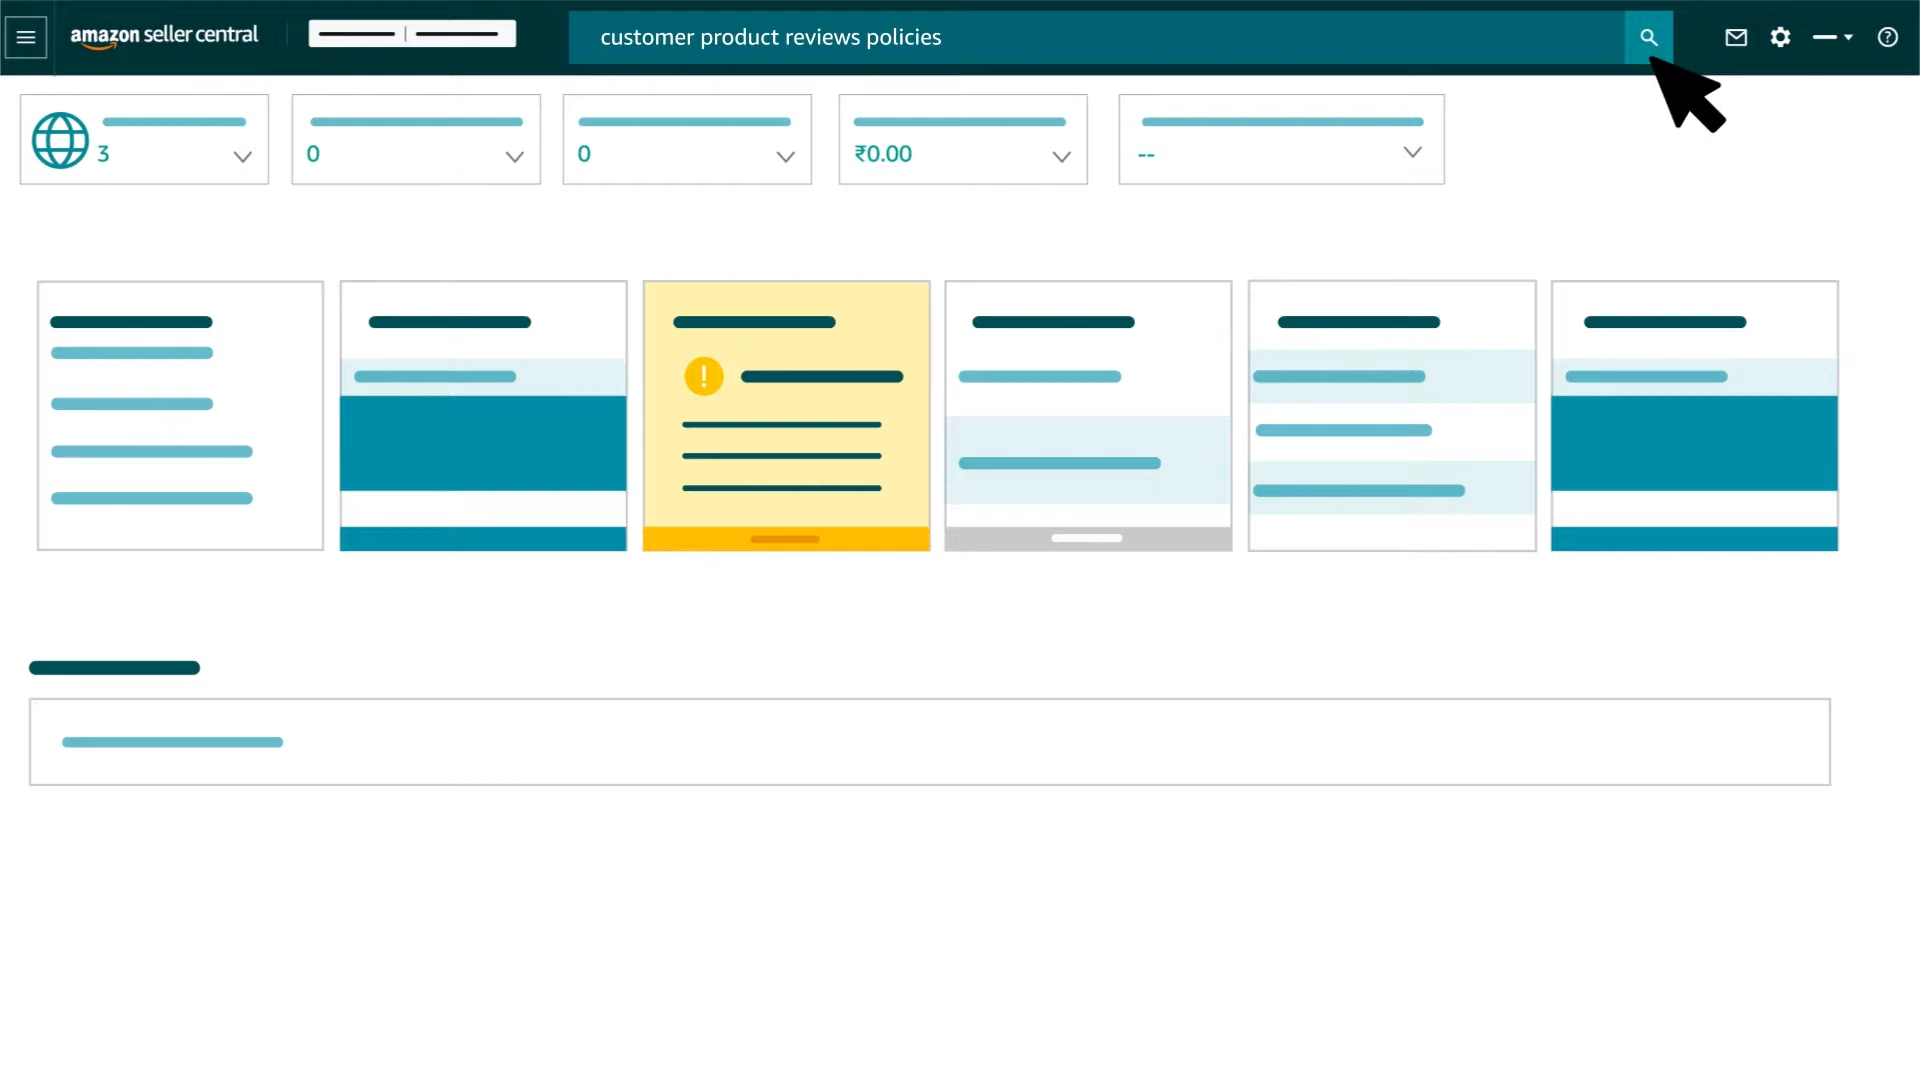 amazon seller central
customer product reviews policies
3
0
0
₹0.00
--